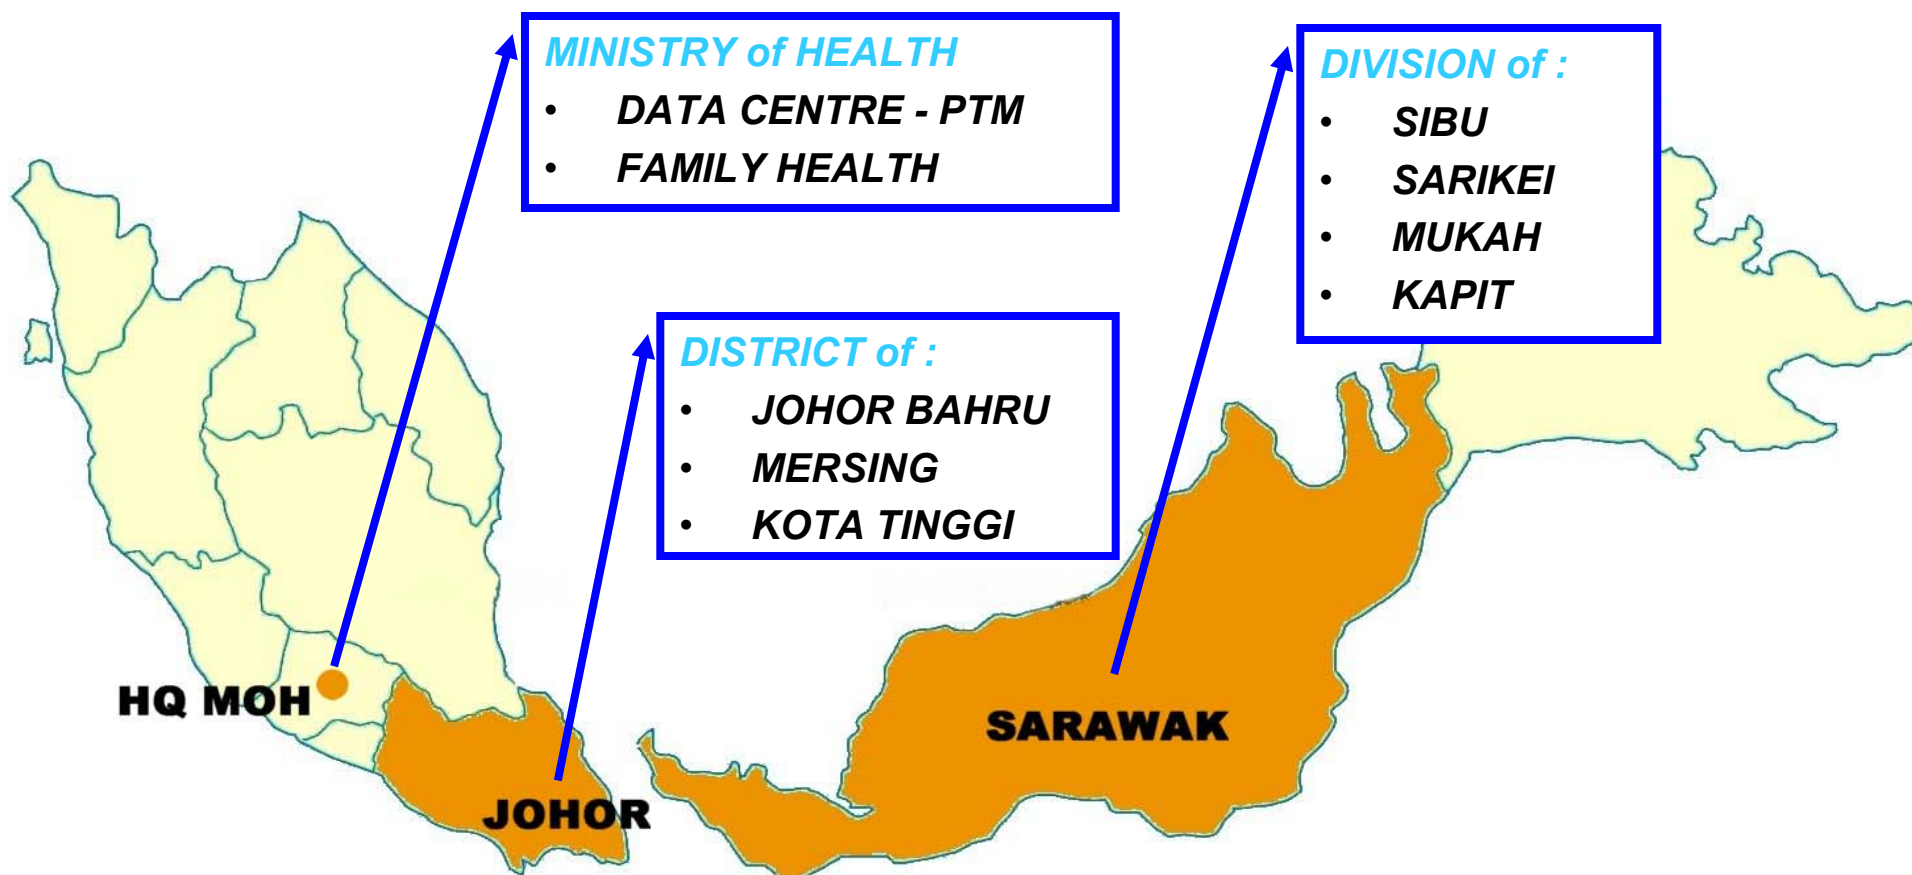 MINISTRY of HEALTH
• DATA CENTRE - PTM
• FAMILY HEALTH
DIVISION of :
• SIBU
• SARIKEI
• MUKAH
• KAPIT
DISTRICT of :
• JOHOR BAHRU
• MERSING
• KOTA TINGGI
HQ MOH
SARAWAK
JOHOR